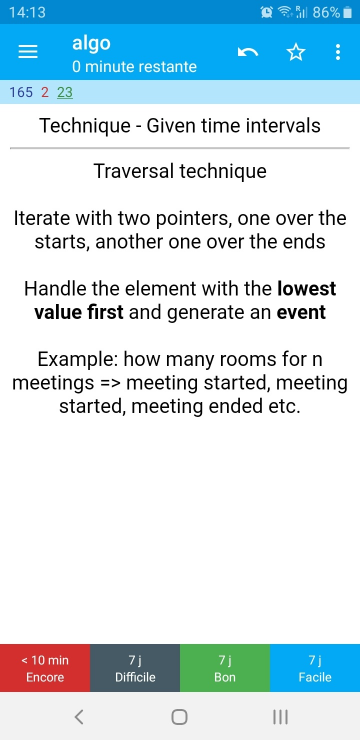 14:13
86%
algo
0 minute restante
165 2 23
Technique - Given time intervals
Traversal technique
Iterate with two pointers, one over the
starts, another one over the ends
Handle the element with the lowest
value first and generate an event
Example: how many rooms for n
meetings => meeting started, meeting
started, meeting ended etc.
< 10 min 7 j 7 j 7 j
Encore Difficile Bon Facile